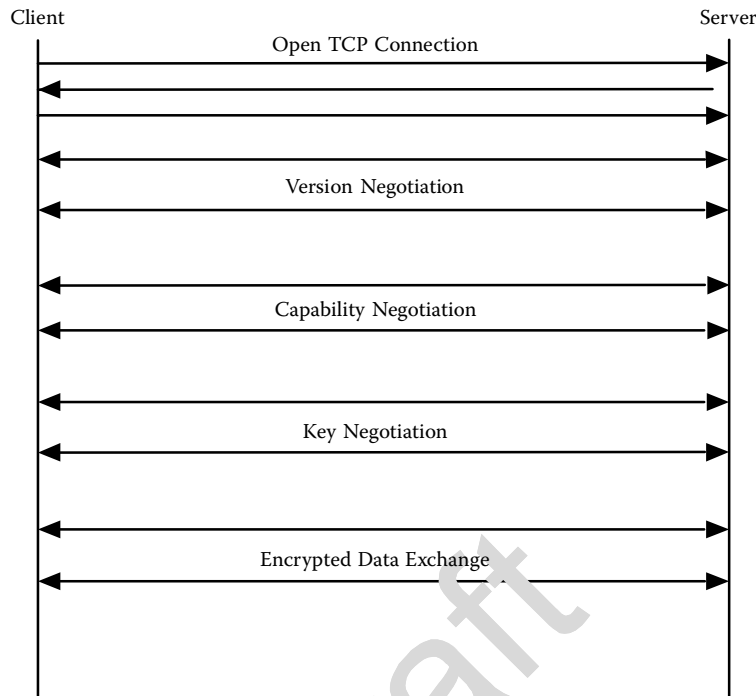 Client
Server
Open TCP Connection
Version Negotiation
Capability Negotiation
Key Negotiation
Encrypted Data Exchange